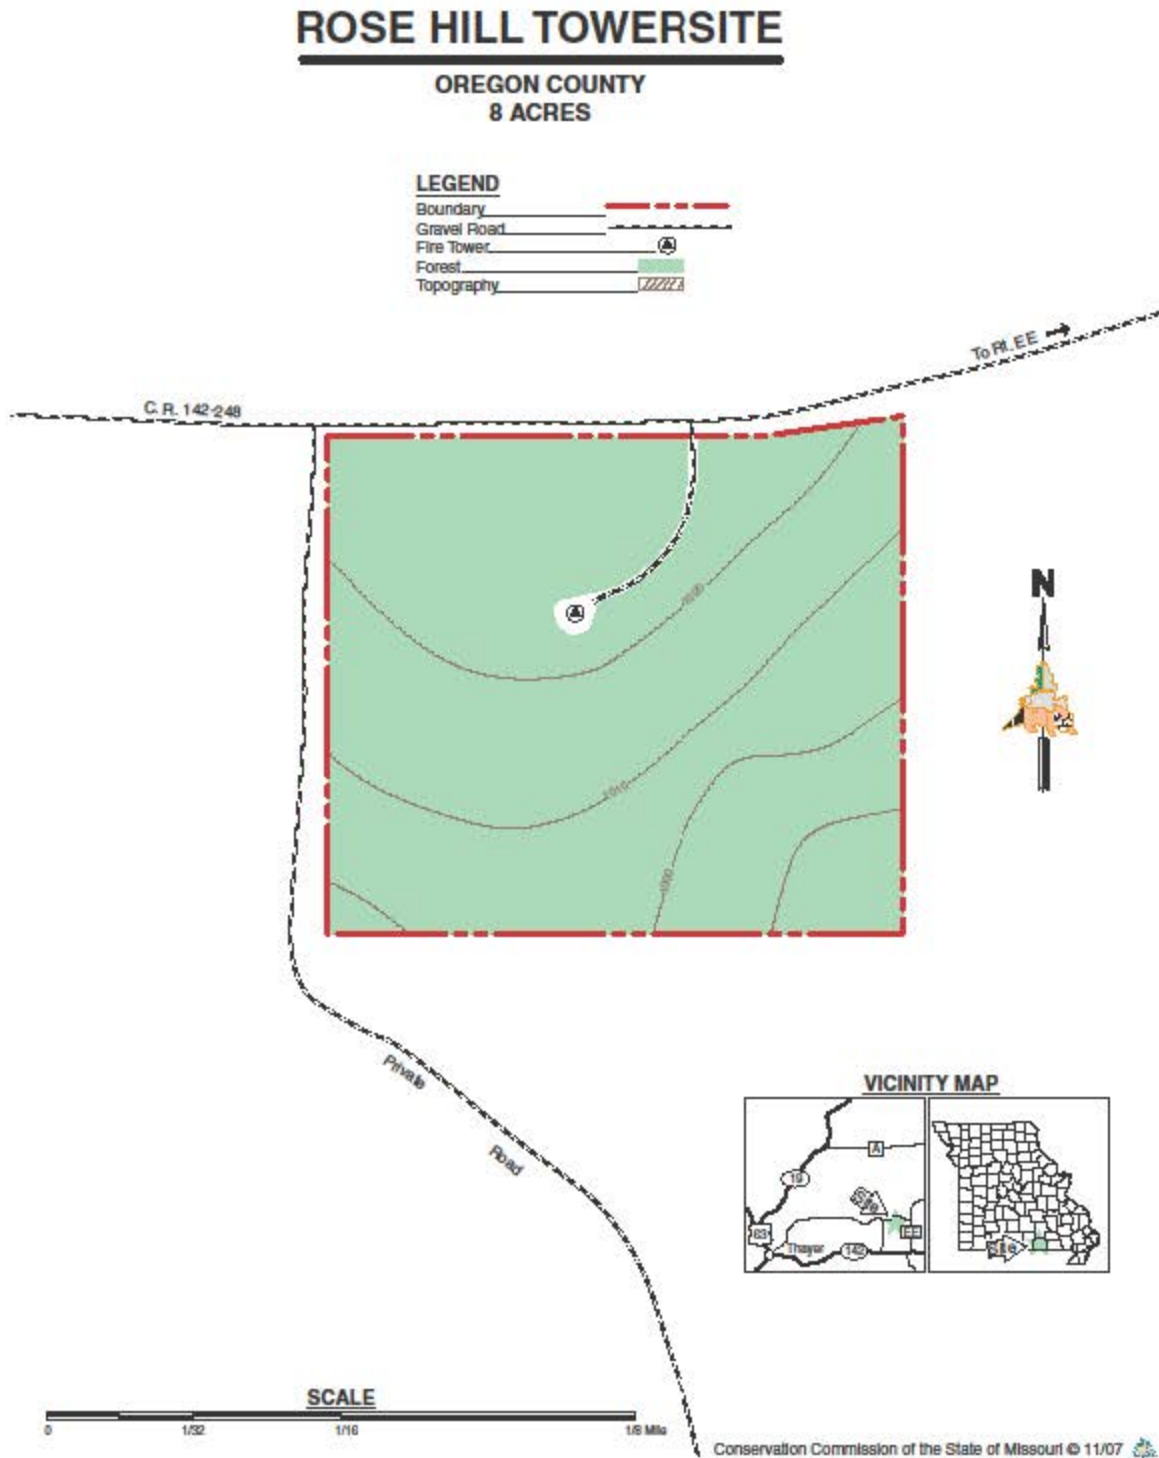 ROSE HILL TOWERSITE
OREGON COUNTY
8 ACRES
LEGEND
Boundary
Gravel Road
Fire Tower
Forest
Topography
To Rt. EE
C. R. 142-248
N
1010
1000
Private
Road
VICINITY MAP
A
19
Site
63
EE
Thayer
142
Site
SCALE
0
1/32
1/16
1/8 Mile
Conservation Commission of the State of Missouri © 11/07